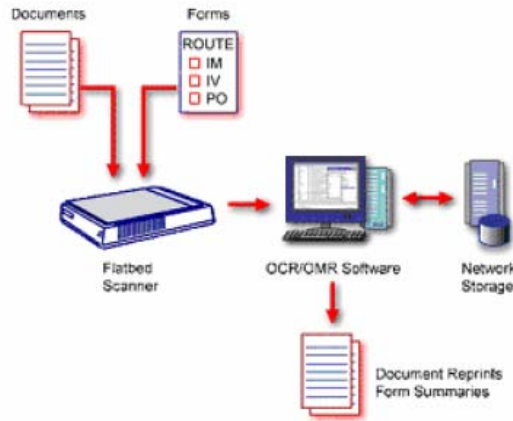 Documents
Forms
ROUTE
IM
IV
PO
Flatbed
Scanner
OCR/OMR Software
Network
Storage
Document Reprints
Form Summaries